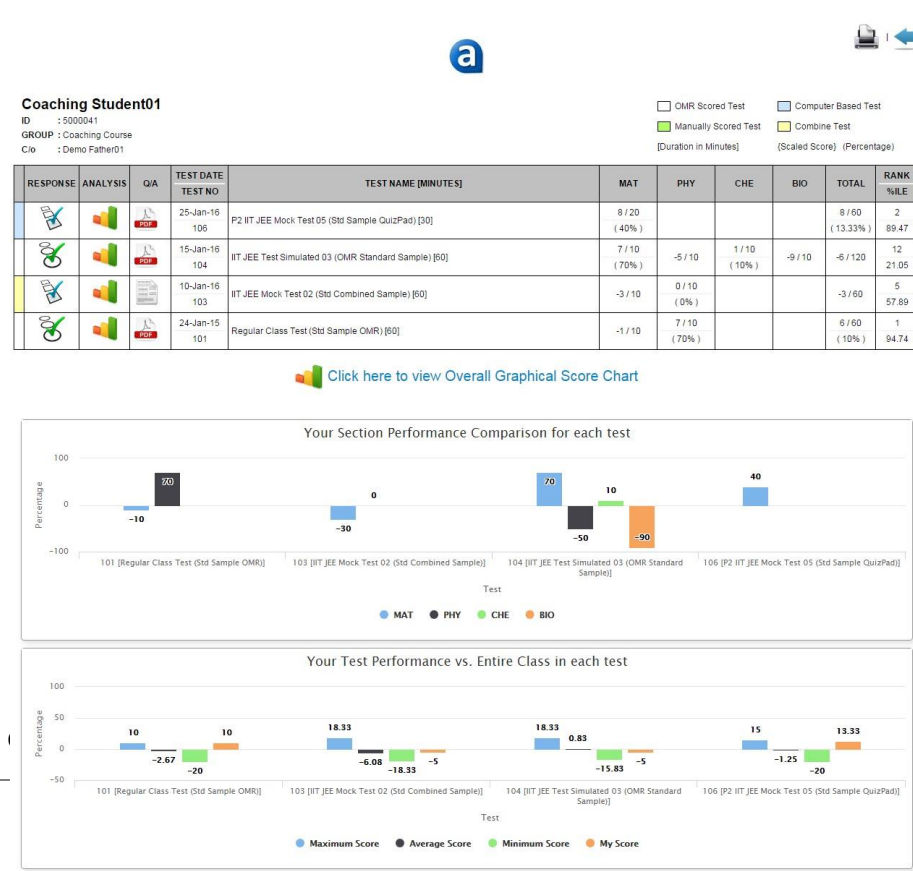 a
Coaching Student01
ID : 5000041
GROUP : Coaching Course
C/o : Demo Father01
OMR Scored Test Computer Based Test
Manually Scored Test Combine Test
[Duration in Minutes] {Scaled Score} (Percentage)
RESPONSE ANALYSIS Q/A TEST DATE TEST NAME [MINUTES] MAT PHY CHE BIO TOTAL RANK
TEST NO %ILE
PDF 25-Jan-16 P2 IIT JEE Mock Test 05 (Std Sample QuizPad) [30] 8 / 20 8 / 60 2
106 ( 40% ) ( 13.33% ) 89.47
PDF 15-Jan-16 IIT JEE Test Simulated 03 (OMR Standard Sample) [60] 7 / 10 -5 / 10 1 / 10 -9 / 10 -6 / 120 12
104 ( 70% ) ( 10% ) 21.05
10-Jan-16 IIT JEE Mock Test 02 (Std Combined Sample) [60] -3 / 10 0 / 10 -3 / 60 5
103 ( 0% ) 57.89
PDF 24-Jan-15 Regular Class Test (Std Sample OMR) [60] -1 / 10 7 / 10 6 / 60 1
101 ( 70% ) ( 10% ) 94.74
Click here to view Overall Graphical Score Chart
Your Section Performance Comparison for each test
Percentage
100
0
-100
-10 70
-30 0
70 -50 10 -90
40
101 [Regular Class Test (Std Sample OMR)] 103 [IIT JEE Mock Test 02 (Std Combined Sample)] 104 [IIT JEE Test Simulated 03 (OMR Standard 106 [P2 IIT JEE Mock Test 05 (Std Sample QuizPad)]
Sample)]
Test
MAT PHY CHE BIO
Your Test Performance vs. Entire Class in each test
Percentage
100
50
0
-50
10 -2.67 -20 10
18.33 -6.08 -18.33 -5
18.33 0.83 -15.83 -5
15 -1.25 -20 13.33
101 [Regular Class Test (Std Sample OMR)] 103 [IIT JEE Mock Test 02 (Std Combined Sample)] 104 [IIT JEE Test Simulated 03 (OMR Standard 106 [P2 IIT JEE Mock Test 05 (Std Sample QuizPad)]
Sample)]
Test
Maximum Score Average Score Minimum Score My Score